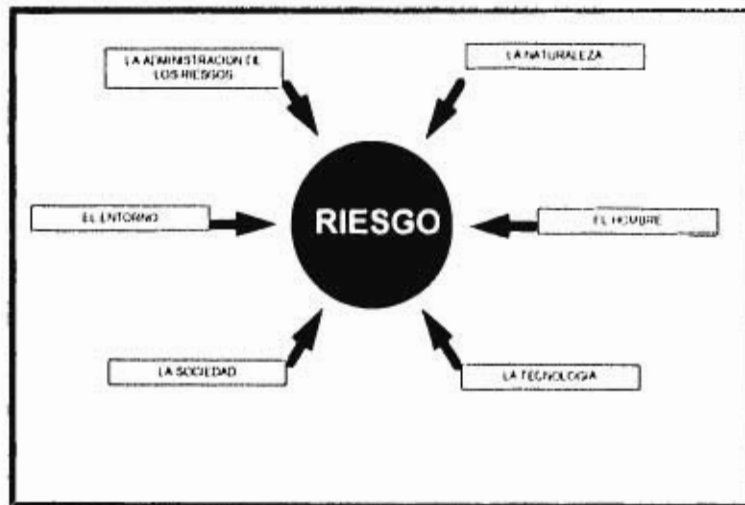 LA ADMINISTRACION DE
LOS RIESGOS
LA NATURALEZA
EL ENTORNO
RIESGO
EL HOMBRE
LA SOCIEDAD
LA TECNOLOGIA